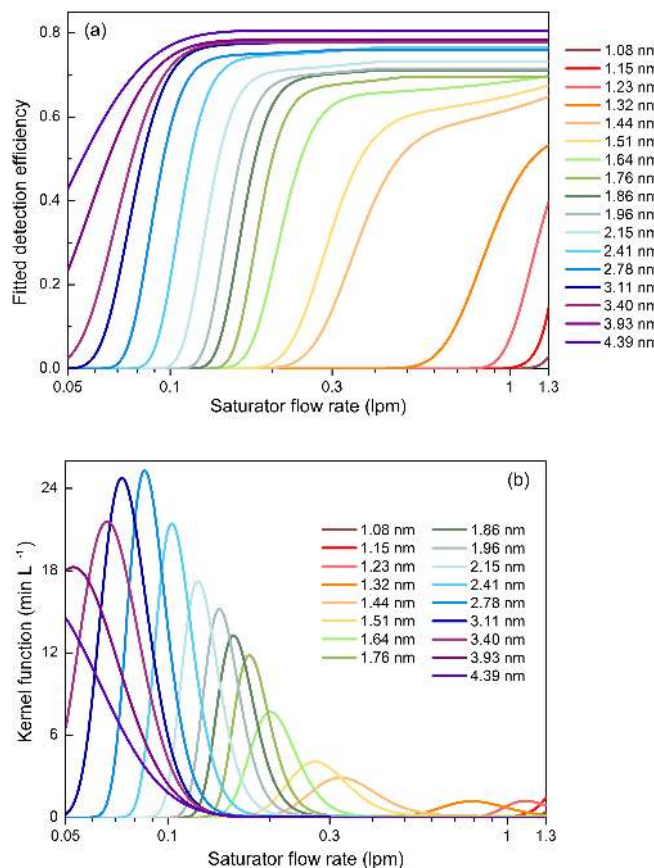 (a)
Fitted detection efficiency
0.8
0.6
0.4
0.2
0.0
0.05
0.1
0.3
1
1.3
Saturator flow rate (lpm)
1.08 nm
1.15 nm
1.23 nm
1.32 nm
1.44 nm
1.51 nm
1.64 nm
1.76 nm
1.86 nm
1.96 nm
2.15 nm
2.41 nm
2.78 nm
3.11 nm
3.40 nm
3.93 nm
4.39 nm
(b)
Kernel function (min L⁻¹)
24
18
12
6
0
0.05
0.1
0.3
1
1.3
Saturator flow rate (lpm)
1.08 nm
1.15 nm
1.23 nm
1.32 nm
1.44 nm
1.51 nm
1.64 nm
1.76 nm
1.86 nm
1.96 nm
2.15 nm
2.41 nm
2.78 nm
3.11 nm
3.40 nm
3.93 nm
4.39 nm